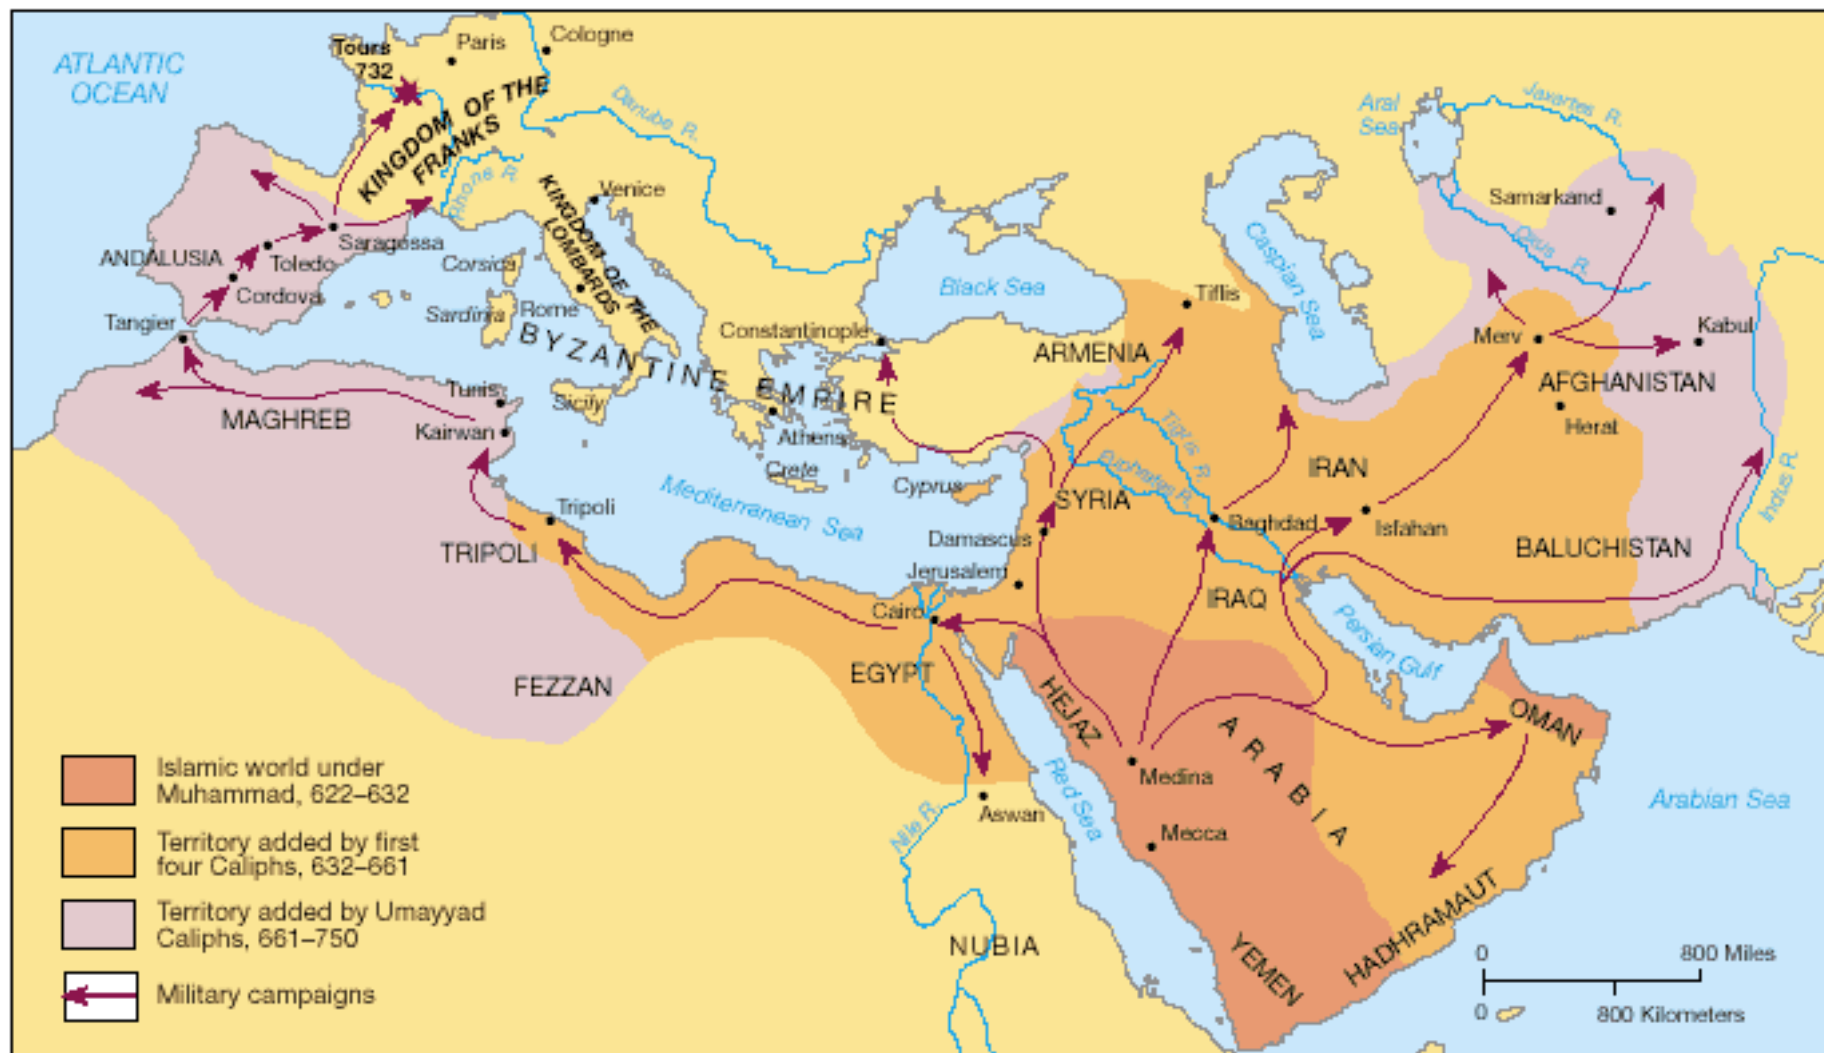 ATLANTIC
OCEAN
Tours
732
Paris
Cologne
KINGDOM OF THE
FRANKS
Danube R.
Rhone R.
Venice
KINGDOM OF THE
LOMBARDS
Aral
Sea
Jaxartes R.
Samarkand
Oxus R.
Caspian Sea
Black Sea
Tiflis
ANDALUSIA
Saragossa
Toledo
Cordova
Tangier
Corsica
Sardinia
Rome
BYZANTINE EMPIRE
Constantinople
ARMENIA
Merv
Kabul
AFGHANISTAN
Herat
MAGHREB
Tunis
Kairwan
Sicily
Athens
Crete
Cyprus
Mediterranean Sea
Tigris R.
Euphrates R.
SYRIA
IRAN
Indus R.
Tripoli
TRIPOLI
Damascus
Baghdad
Isfahan
BALUCHISTAN
Jerusalem
IRAQ
Cairo
Persian Gulf
EGYPT
FEZZAN
HEJAZ
ARABIA
OMAN
Medina
Red Sea
Mecca
Aswan
Nile R.
Arabian Sea
NUBIA
YEMEN
HADHRAMAUT
Islamic world under
Muhammad, 622–632
Territory added by first
four Caliphs, 632–661
Territory added by Umayyad
Caliphs, 661–750
Military campaigns
0 800 Miles
0 800 Kilometers